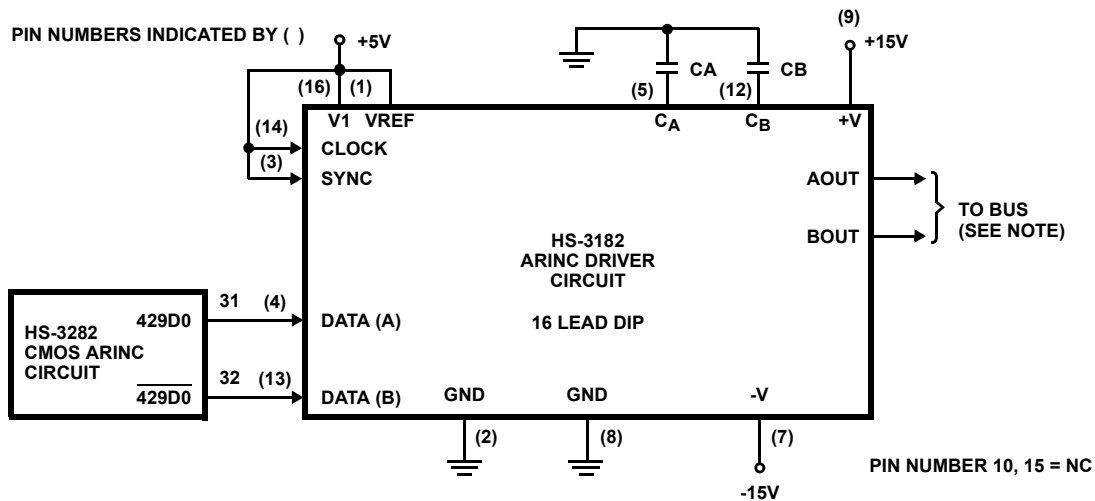 PIN NUMBERS INDICATED BY ( )
+5V
(9)
+15V
CA
CB
(16) (1)
(5)
(12)
V1 VREF
CA
CB
+V
(14)
CLOCK
(3)
SYNC
AOUT
BOUT
TO BUS
(SEE NOTE)
HS-3182
ARINC DRIVER
CIRCUIT
16 LEAD DIP
HS-3282
CMOS ARINC
CIRCUIT
429D0
31 (4)
DATA (A)
429D0
32 (13)
DATA (B)
GND
GND
-V
(2)
(8)
(7)
-15V
PIN NUMBER 10, 15 = NC